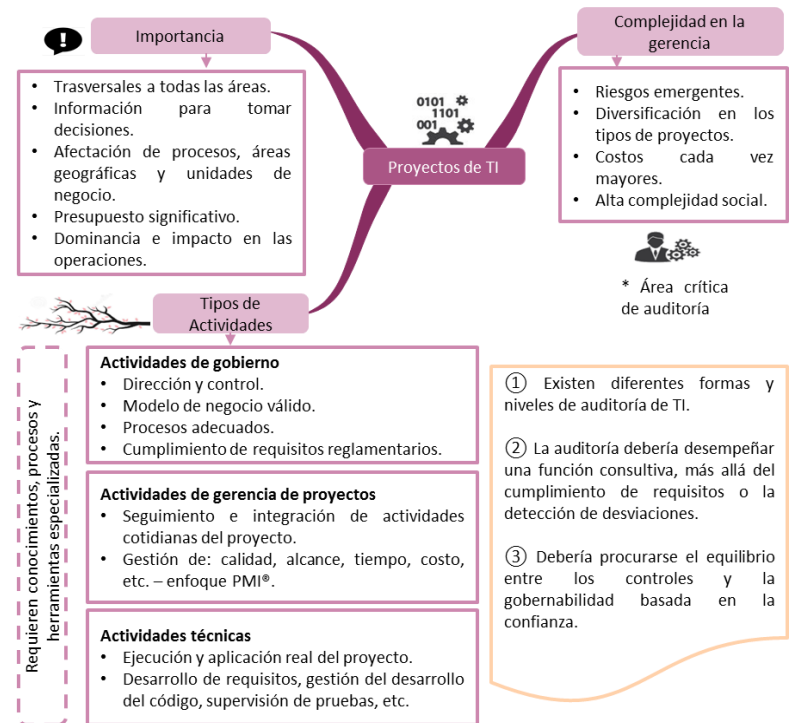 Importancia
• Trasversales a todas las áreas.
• Información para tomar
decisiones.
• Afectación de procesos, áreas
geográficas y unidades de
negocio.
• Presupuesto significativo.
• Dominancia e impacto en las
operaciones.
0101
1101
001
Proyectos de TI
Complejidad en la
gerencia
• Riesgos emergentes.
• Diversificación en los
tipos de proyectos.
• Costos cada vez
mayores.
• Alta complejidad social.
* Área crítica
de auditoría
Tipos de
Actividades
Requieren conocimientos, procesos y
herramientas especializadas.
Actividades de gobierno
• Dirección y control.
• Modelo de negocio válido.
• Procesos adecuados.
• Cumplimiento de requisitos reglamentarios.
Actividades de gerencia de proyectos
• Seguimiento e integración de actividades
cotidianas del proyecto.
• Gestión de: calidad, alcance, tiempo, costo,
etc. – enfoque PMI®.
Actividades técnicas
• Ejecución y aplicación real del proyecto.
• Desarrollo de requisitos, gestión del desarrollo
del código, supervisión de pruebas, etc.
① Existen diferentes formas y
niveles de auditoría de TI.
② La auditoría debería desempeñar
una función consultiva, más allá del
cumplimiento de requisitos o la
detección de desviaciones.
③ Debería procurarse el equilibrio
entre los controles y la
gobernabilidad basada en la
confianza.